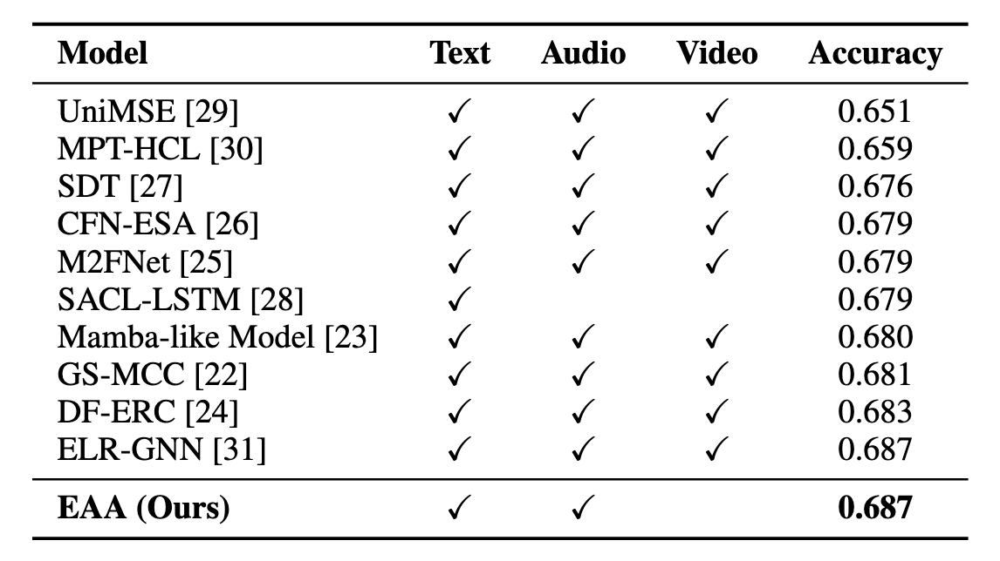 Model Text Audio Video Accuracy
UniMSE [29] ✓ ✓ ✓ 0.651
MPT-HCL [30] ✓ ✓ ✓ 0.659
SDT [27] ✓ ✓ ✓ 0.676
CFN-ESA [26] ✓ ✓ ✓ 0.679
M2FNet [25] ✓ ✓ ✓ 0.679
SACL-LSTM [28] ✓ 0.679
Mamba-like Model [23] ✓ ✓ ✓ 0.680
GS-MCC [22] ✓ ✓ ✓ 0.681
DF-ERC [24] ✓ ✓ ✓ 0.683
ELR-GNN [31] ✓ ✓ ✓ 0.687
EAA (Ours) ✓ ✓ 0.687